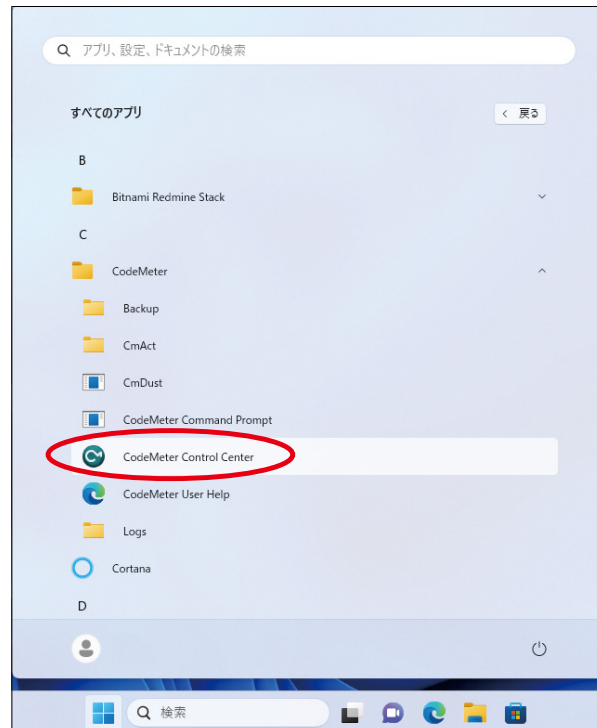 アプリ、設定、ドキュメントの検索
すべてのアプリ
戻る
B
Bitnami Redmine Stack
C
CodeMeter
Backup
CmAct
CmDust
CodeMeter Command Prompt
CodeMeter Control Center
CodeMeter User Help
Logs
Cortana
D
検索